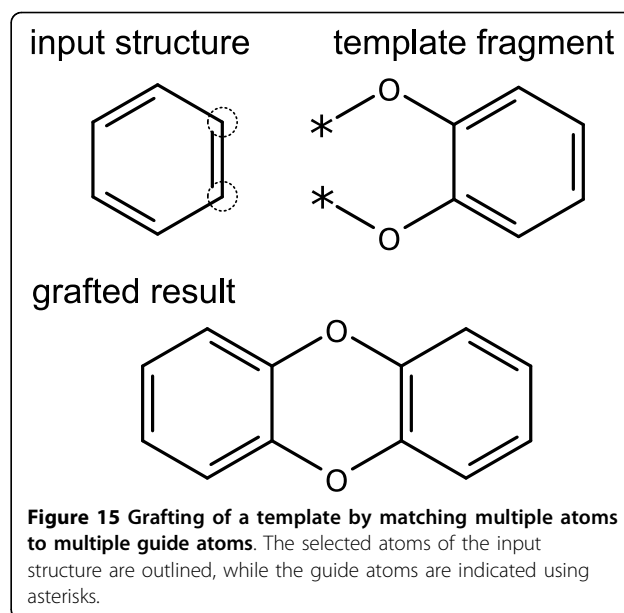 input structure template fragment
O
*
*
O
grafted result
O
O
Figure 15 Grafting of a template by matching multiple atoms
to multiple guide atoms. The selected atoms of the input
structure are outlined, while the guide atoms are indicated using
asterisks.